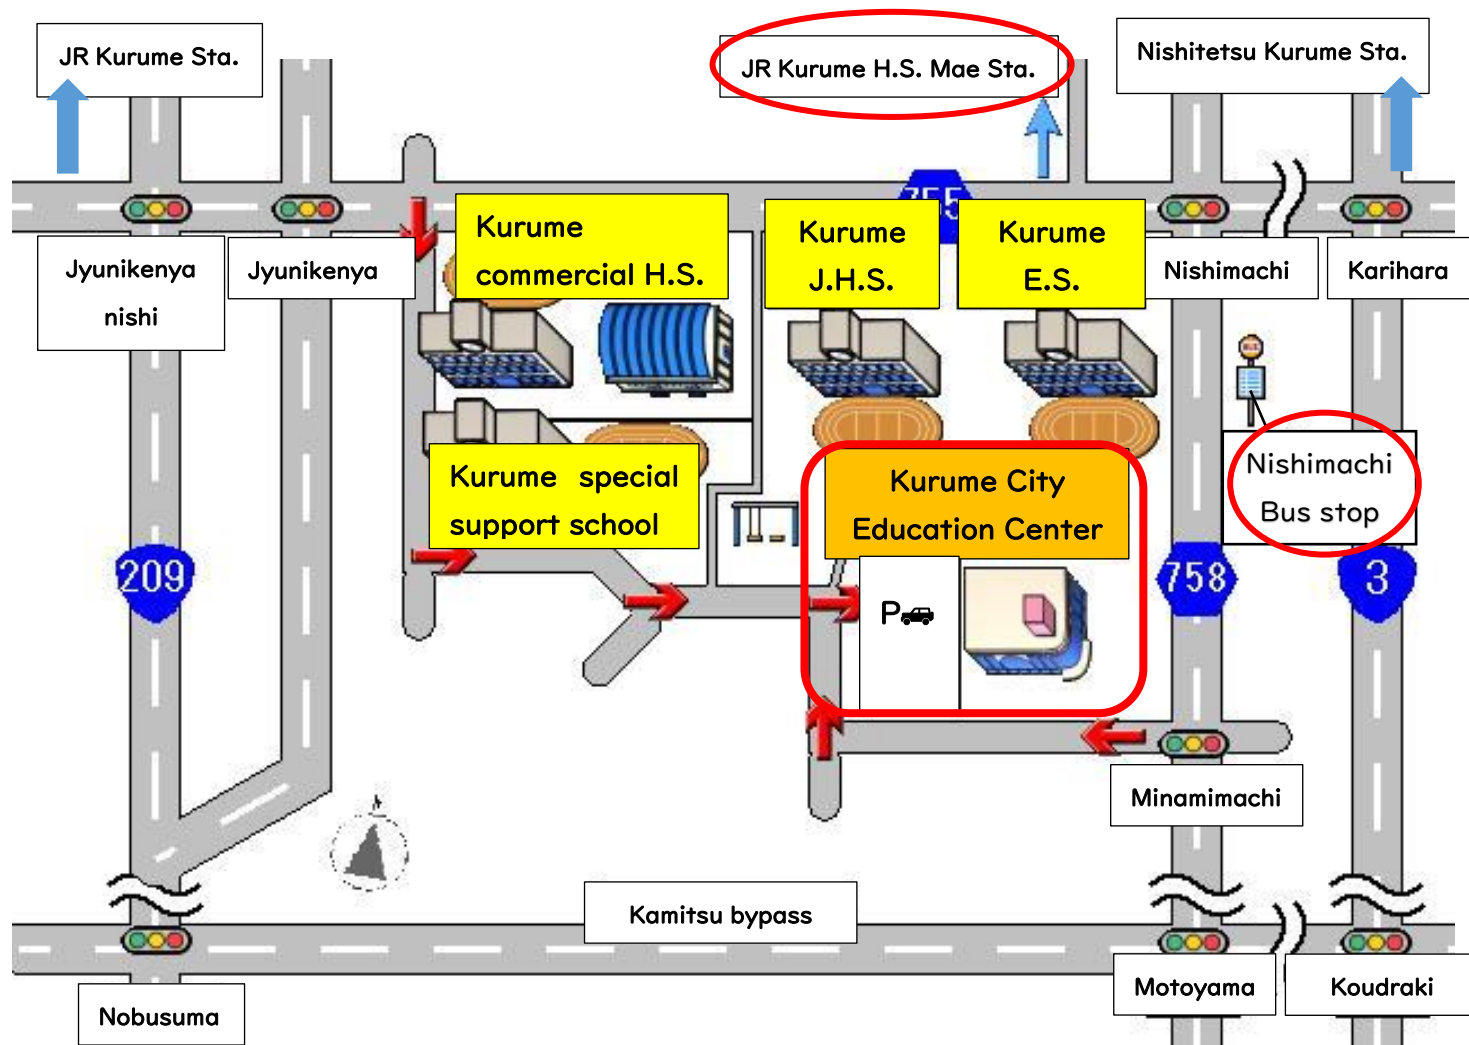 JR Kurume Sta.
JR Kurume H.S. Mae Sta.
Nishitetsu Kurume Sta.
755
Kurume
commercial H.S.
Kurume
J.H.S.
Kurume
E.S.
Jyunikenya
nishi
Jyunikenya
Nishimachi
Karihara
BUS
Nishimachi
Bus stop
Kurume special
support school
Kurume City
Education Center
209
758
3
P
Minamimachi
Kamitsu bypass
Nobusuma
Motoyama
Koudraki